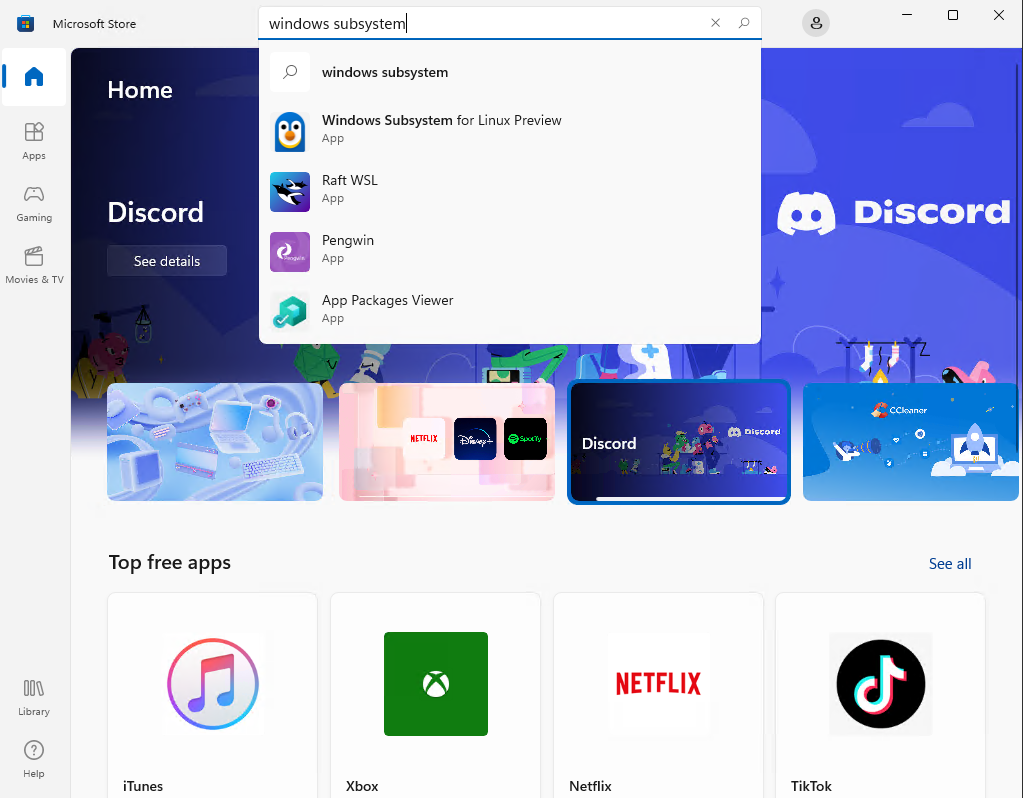 Microsoft Store
windows subsystem
Home
Apps
Gaming
Movies & TV
Library
Help
windows subsystem
Windows Subsystem for Linux Preview
App
Raft WSL
App
Pengwin
Pengwin
App
App Packages Viewer
App
Discord
See details
Discord
NETFLIX
Disney+
Spotify
Discord
Discord
CCleaner
Top free apps
See all
NETFLIX
iTunes
Xbox
Netflix
TikTok